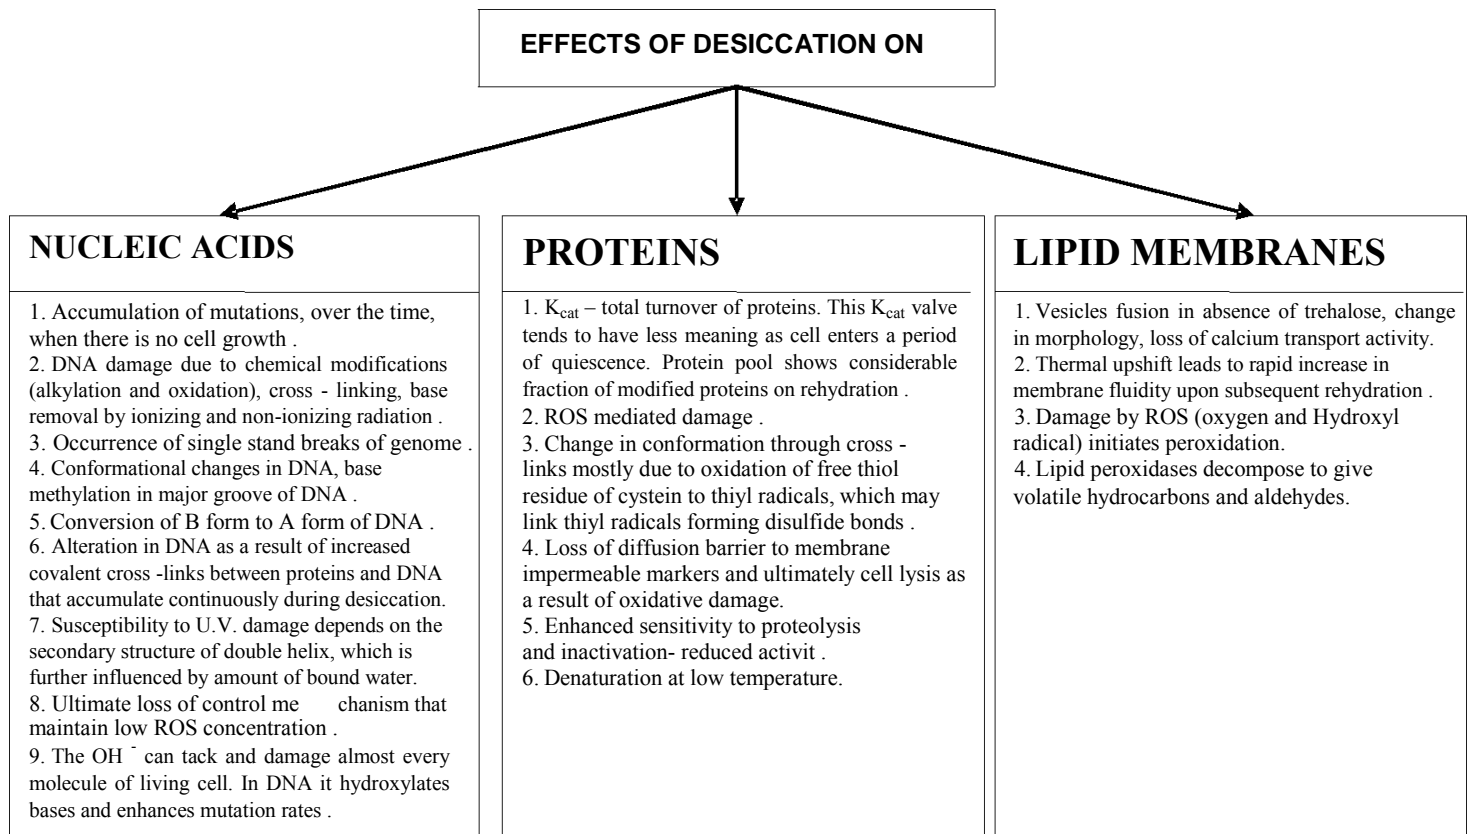 EFFECTS OF DESICCATION ON
NUCLEIC ACIDS
1. Accumulation of mutations, over the time,
when there is no cell growth .
2. DNA damage due to chemical modifications
(alkylation and oxidation), cross - linking, base
removal by ionizing and non-ionizing radiation .
3. Occurrence of single stand breaks of genome .
4. Conformational changes in DNA, base
methylation in major groove of DNA .
5. Conversion of B form to A form of DNA .
6. Alteration in DNA as a result of increased
covalent cross -links between proteins and DNA
that accumulate continuously during desiccation.
7. Susceptibility to U.V. damage depends on the
secondary structure of double helix, which is
further influenced by amount of bound water.
8. Ultimate loss of control me chanism that
maintain low ROS concentration .
9. The OH - can tack and damage almost every
molecule of living cell. In DNA it hydroxylates
bases and enhances mutation rates .
PROTEINS
1. Kcat – total turnover of proteins. This Kcat valve
tends to have less meaning as cell enters a period
of quiescence. Protein pool shows considerable
fraction of modified proteins on rehydration .
2. ROS mediated damage .
3. Change in conformation through cross -
links mostly due to oxidation of free thiol
residue of cystein to thiyl radicals, which may
link thiyl radicals forming disulfide bonds .
4. Loss of diffusion barrier to membrane
impermeable markers and ultimately cell lysis as
a result of oxidative damage.
5. Enhanced sensitivity to proteolysis
and inactivation- reduced activit .
6. Denaturation at low temperature.
LIPID MEMBRANES
1. Vesicles fusion in absence of trehalose, change
in morphology, loss of calcium transport activity.
2. Thermal upshift leads to rapid increase in
membrane fluidity upon subsequent rehydration .
3. Damage by ROS (oxygen and Hydroxyl
radical) initiates peroxidation.
4. Lipid peroxidases decompose to give
volatile hydrocarbons and aldehydes.